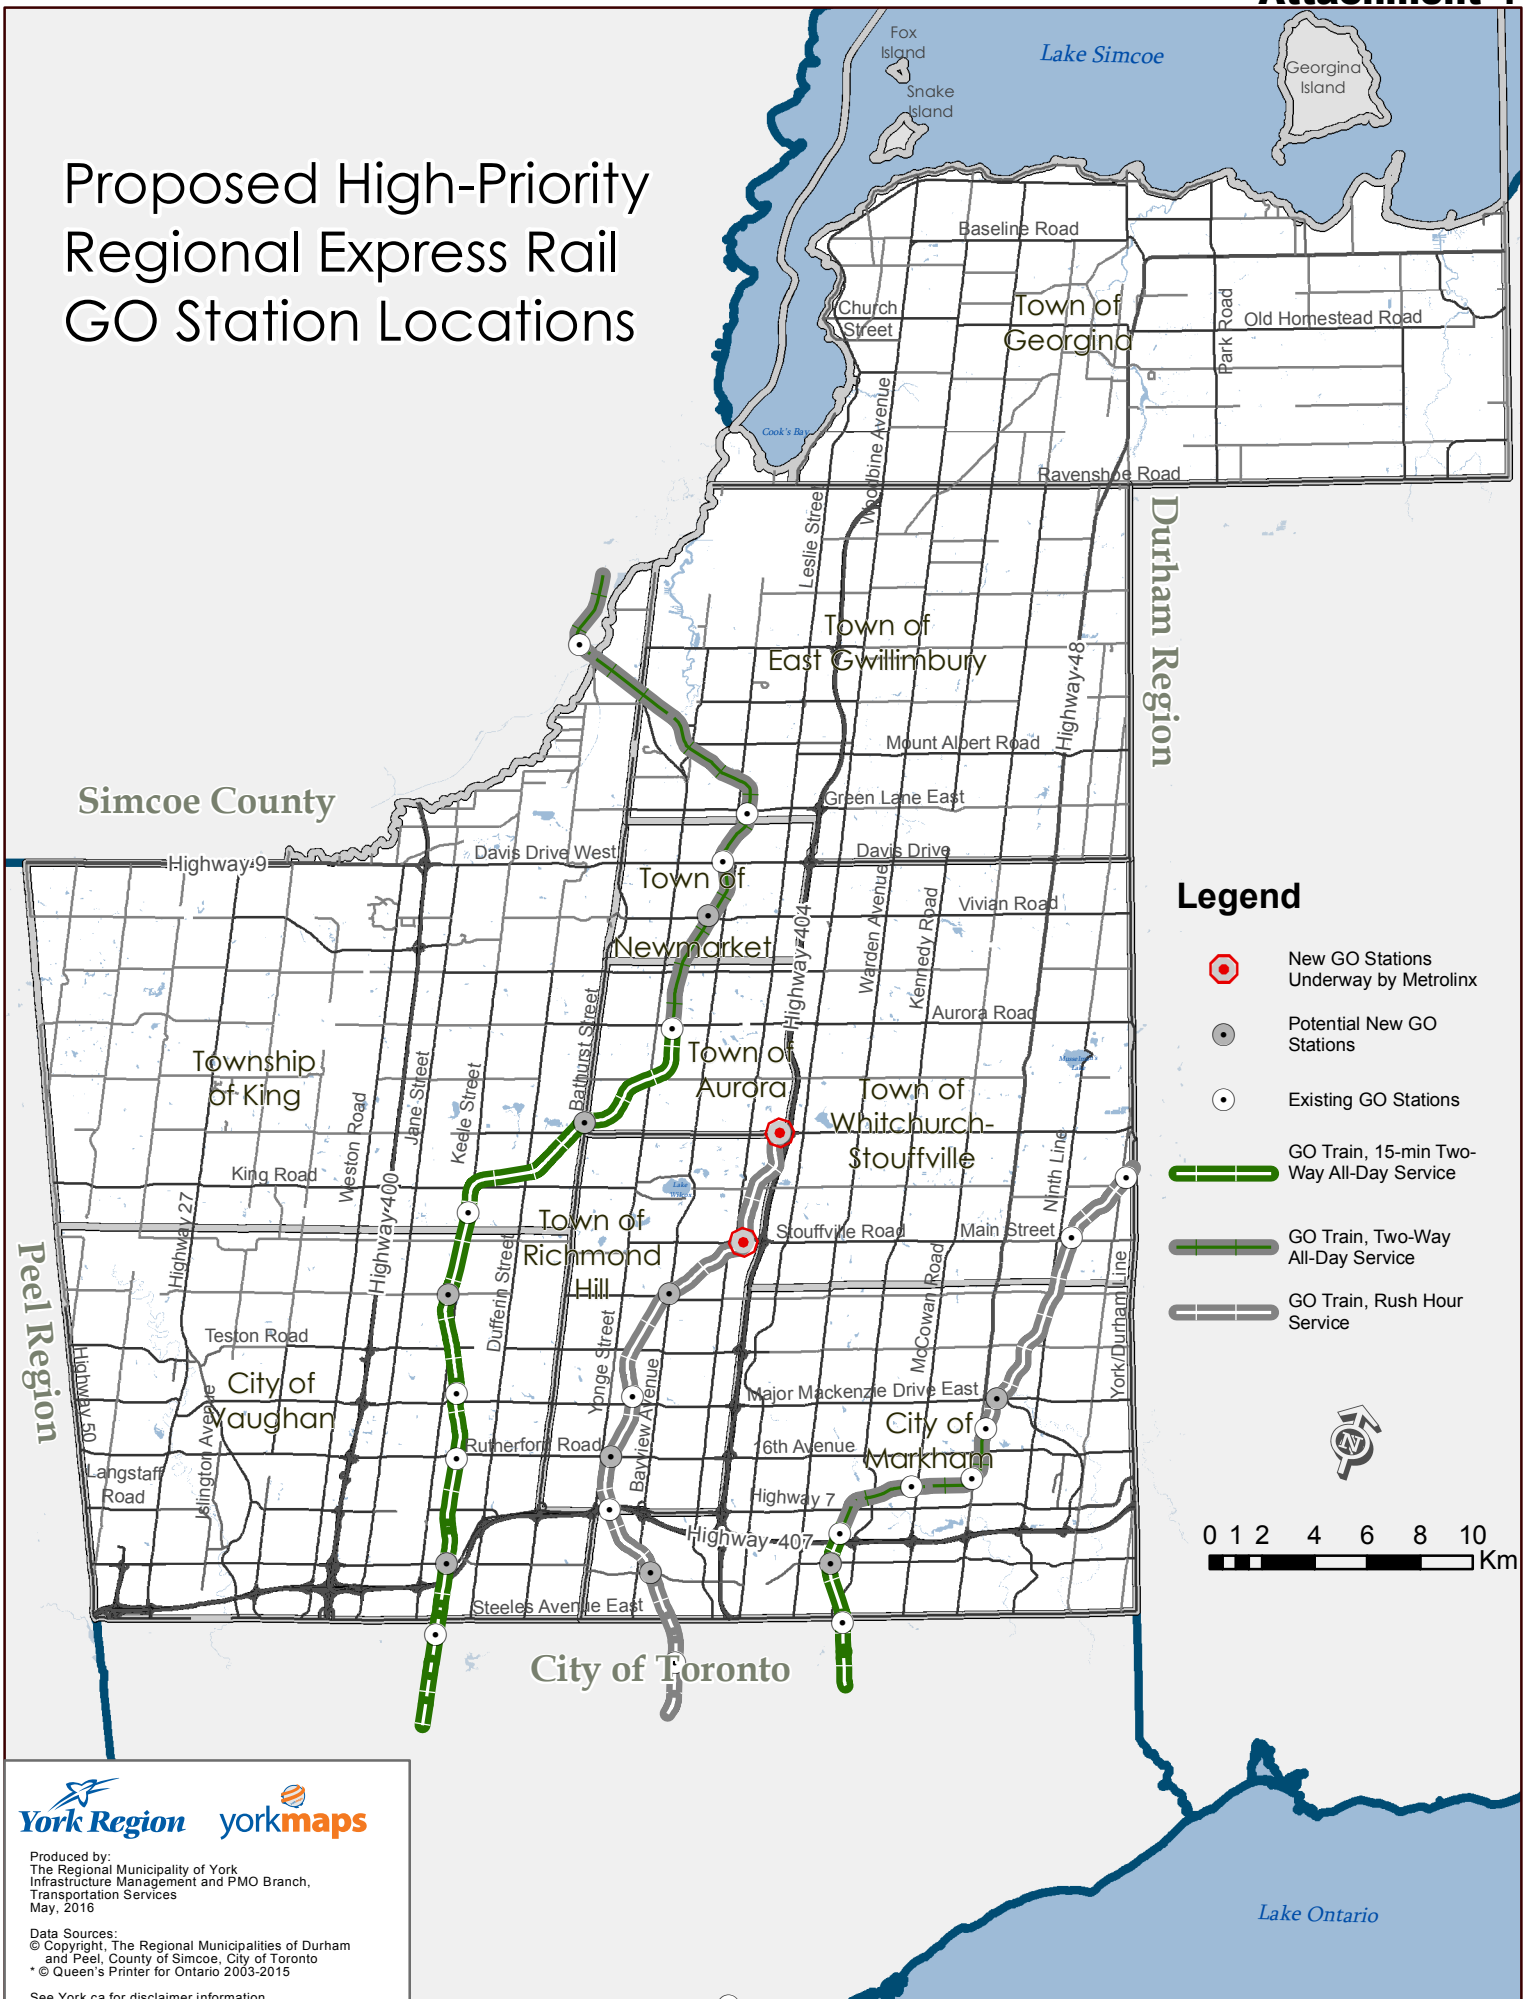 Proposed High-Priority
Regional Express Rail
GO Station Locations
Fox
Island
Snake
Island
Lake Simcoe
Georgina
Island
Baseline Road
Church
Street
Town of
Georgina
Park Road
Old Homestead Road
Cook's Bay
Woodbine Avenue
Ravenshoe Road
Leslie Street
Durham Region
Town of
East Gwillimbury
Highway 48
Mount Albert Road
Simcoe County
Green Lane East
Highway 9
Davis Drive West
Davis Drive
Town of
Newmarket
Warden Avenue
Kennedy Road
Vivian Road
Highway 404
Aurora Road
Bathurst Street
Township
of King
Town of
Aurora
Town of
Whitchurch-
Stouffville
Weston Road
Jane Street
Keele Street
King Road
Highway 27
Highway 400
Lake
Wilcox
Ninth Line
Town of
Richmond
Hill
Stouffville Road
Main Street
Peel Region
Dufferin Street
McCowan Road
York/Durham Line
Teston Road
Highway 50
City of
Vaughan
Islington Avenue
Yonge Street
Bayview Avenue
Major Mackenzie Drive East
City of
Markham
Rutherford Road
16th Avenue
Langstaff
Road
Highway 7
Highway 407
Steeles Avenue East
City of Toronto
Legend
New GO Stations
Underway by Metrolinx
Potential New GO
Stations
Existing GO Stations
GO Train, 15-min Two-
Way All-Day Service
GO Train, Two-Way
All-Day Service
GO Train, Rush Hour
Service
N
0 1 2 4 6 8 10
Km
York Region
yorkmaps
Produced by:
The Regional Municipality of York
Infrastructure Management and PMO Branch,
Transportation Services
May, 2016
Data Sources:
© Copyright, The Regional Municipalities of Durham
and Peel, County of Simcoe, City of Toronto
* © Queen's Printer for Ontario 2003-2015
See York.ca for disclaimer information
Lake Ontario